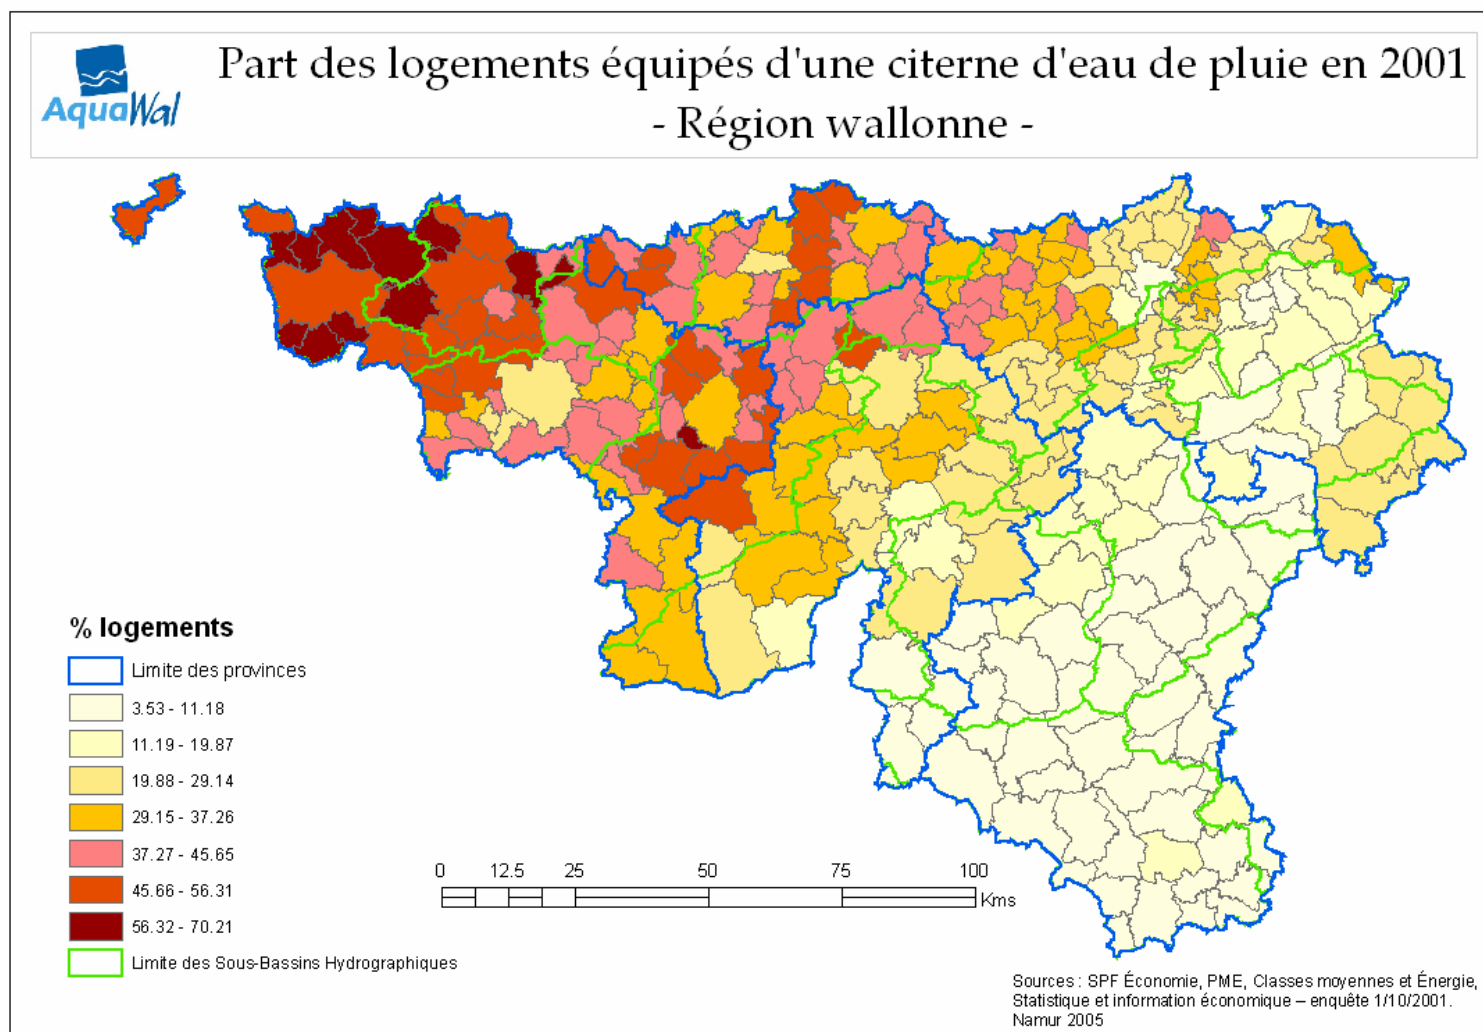 AquaWal
Part des logements équipés d'une citerne d'eau de pluie en 2001
- Région wallonne -
% logements
Limite des provinces
3.53 - 11.18
11.19 - 19.87
19.88 - 29.14
29.15 - 37.26
37.27 - 45.65
45.66 - 56.31
56.32 - 70.21
Limite des Sous-Bassins Hydrographiques
0 12.5 25 50 75 100
Kms
Sources : SPF Économie, PME, Classes moyennes et Énergie,
Statistique et information économique – enquête 1/10/2001.
Namur 2005